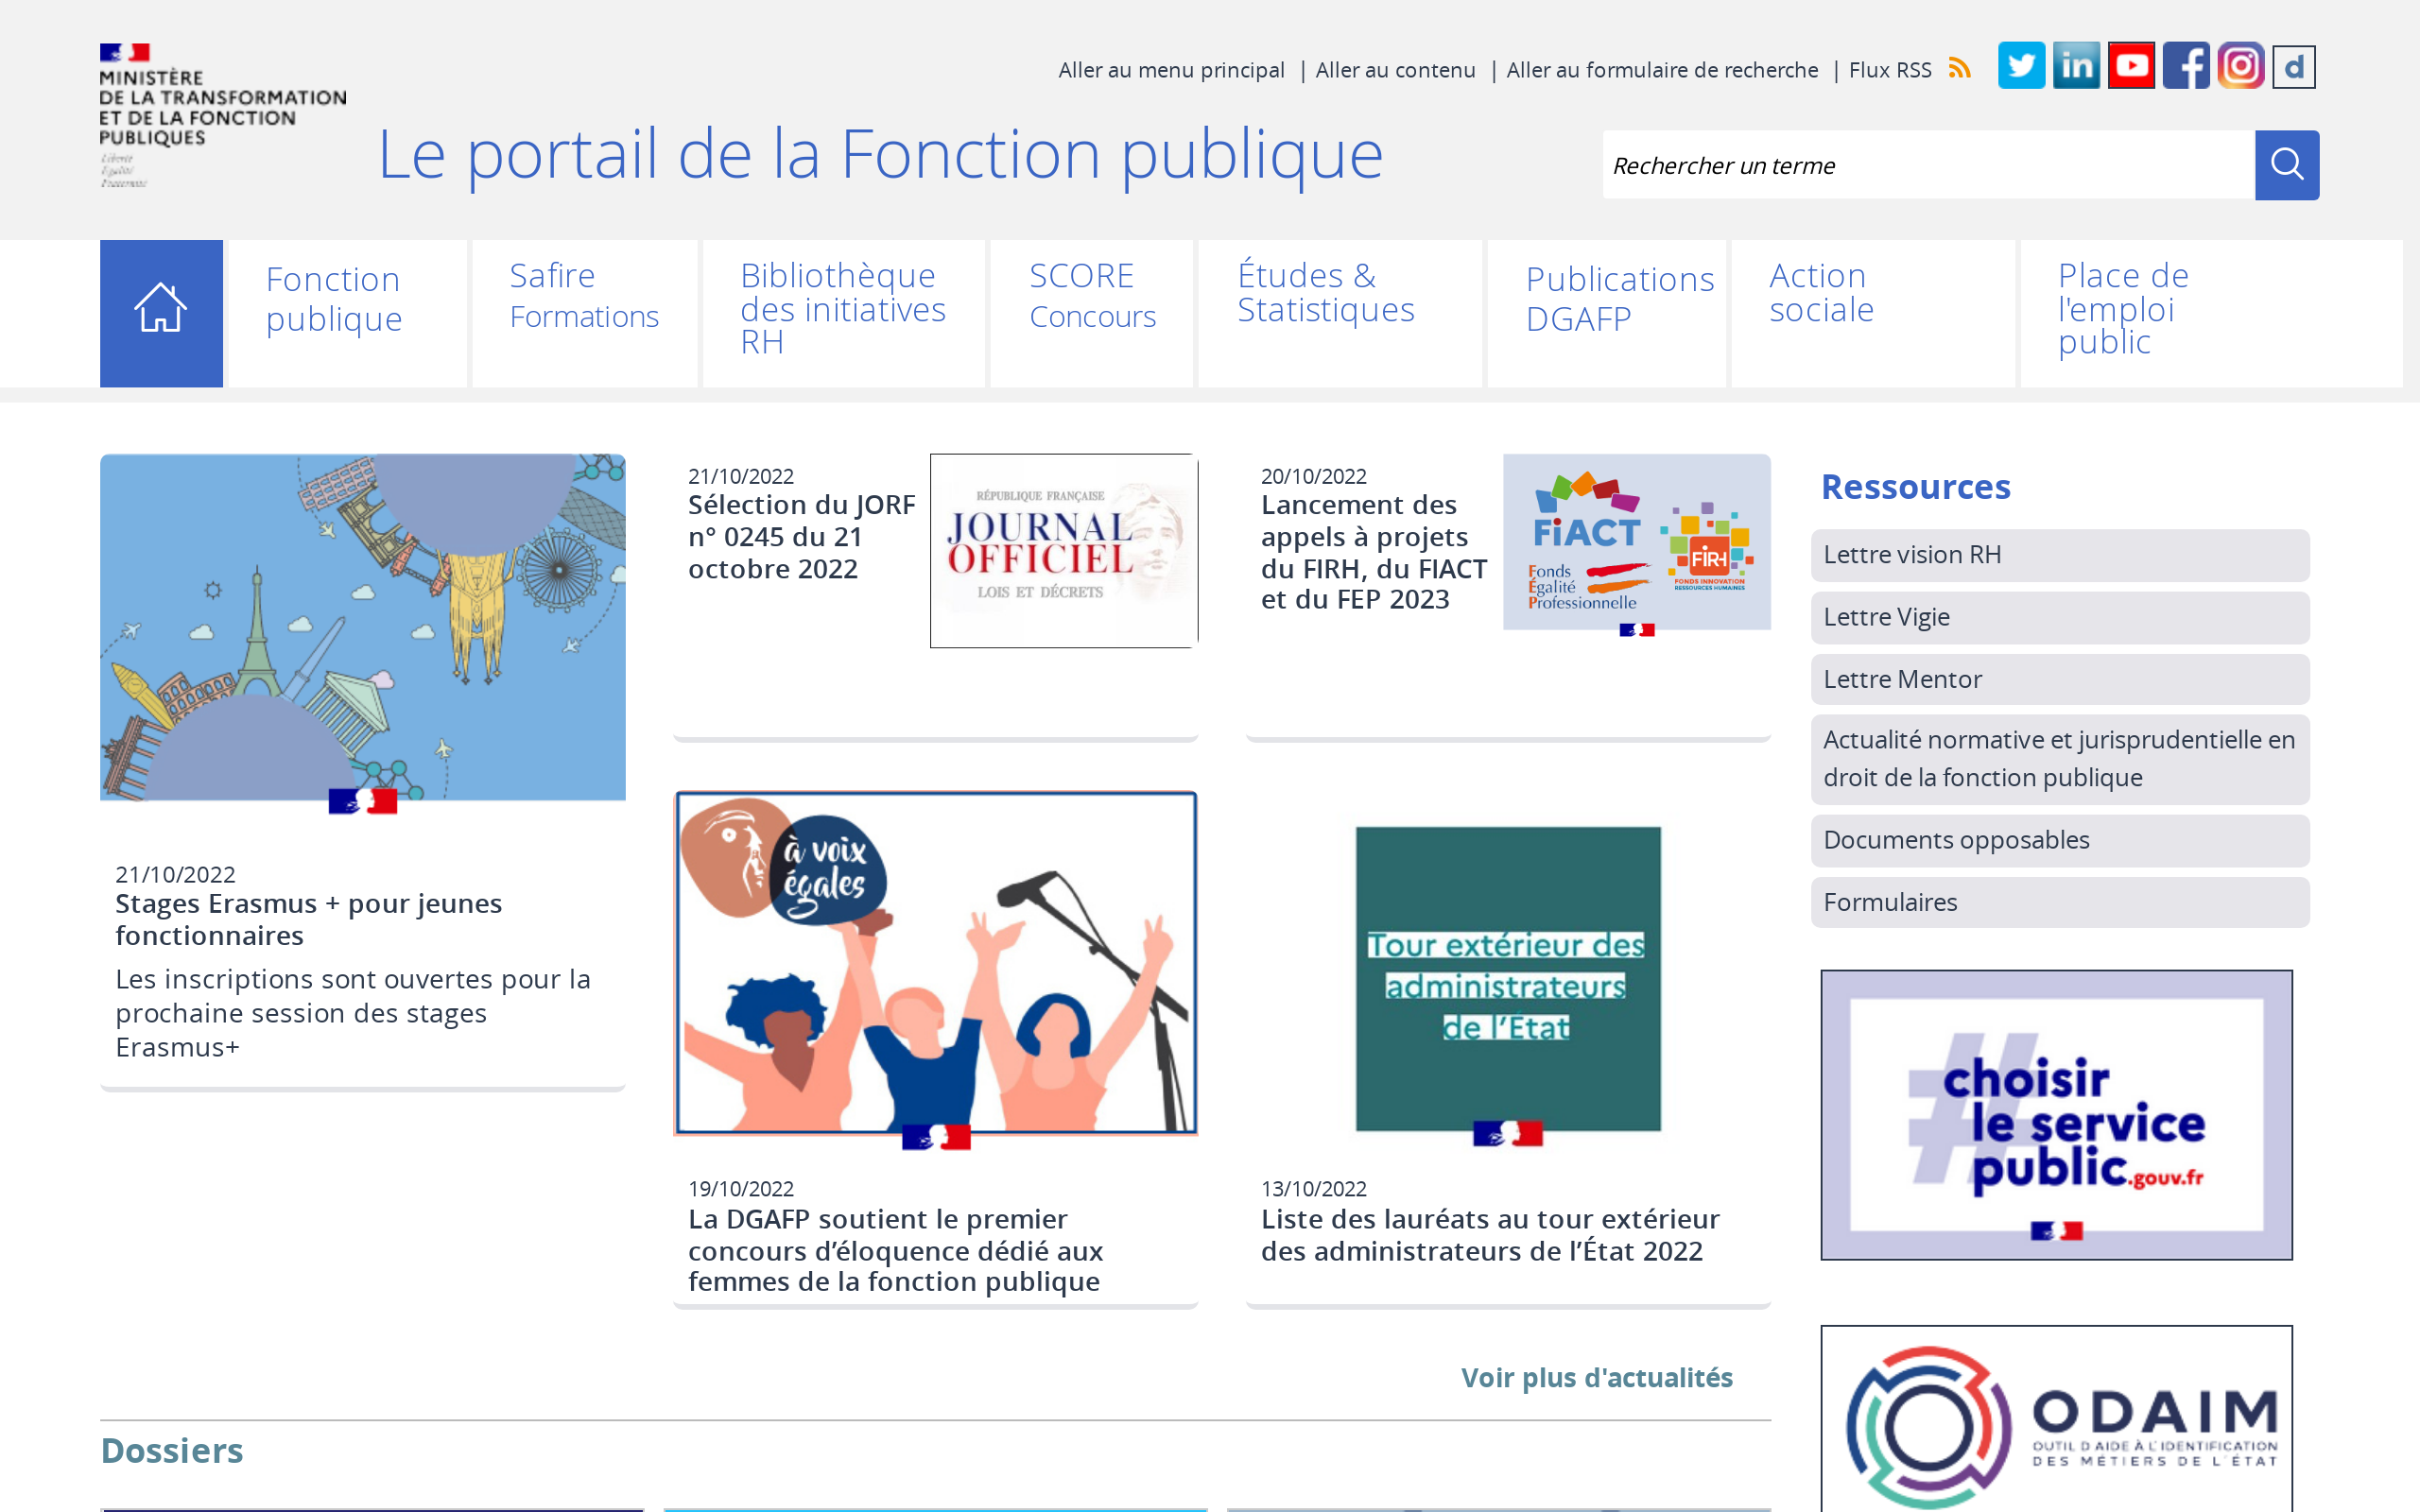 MINISTÈRE
DE LA TRANSFORMATION
ET DE LA FONCTION
PUBLIQUES
Liberté
Égalité
Fraternité
Aller au menu principal | Aller au contenu | Aller au formulaire de recherche | Flux RSS
Le portail de la Fonction publique
Rechercher un terme
Fonction
publique
Safire
Formations
Bibliothèque
des initiatives
RH
SCORE
Concours
Études &
Statistiques
Publications
DGAFP
Action
sociale
Place de
l'emploi
public
21/10/2022
Stages Erasmus + pour jeunes
fonctionnaires
Les inscriptions sont ouvertes pour la
prochaine session des stages
Erasmus+
21/10/2022
Sélection du JORF
n° 0245 du 21
octobre 2022
RÉPUBLIQUE FRANÇAISE
JOURNAL
OFFICIEL
LOIS ET DÉCRETS
20/10/2022
Lancement des
appels à projets
du FIRH, du FIACT
et du FEP 2023
FiACT
Fonds
Égalité
Professionnelle
FiRH
FONDS INNOVATION
RESSOURCES HUMAINES
à voix
égales
19/10/2022
La DGAFP soutient le premier
concours d’éloquence dédié aux
femmes de la fonction publique
Tour extérieur des
administrateurs
de l’État
13/10/2022
Liste des lauréats au tour extérieur
des administrateurs de l’État 2022
Voir plus d'actualités
Dossiers
Ressources
Lettre vision RH
Lettre Vigie
Lettre Mentor
Actualité normative et jurisprudentielle en
droit de la fonction publique
Documents opposables
Formulaires
#choisir
le service
public.gouv.fr
ODAIM
OUTIL D'AIDE À L'IDENTIFICATION
DES MÉTIERS DE L'ÉTAT